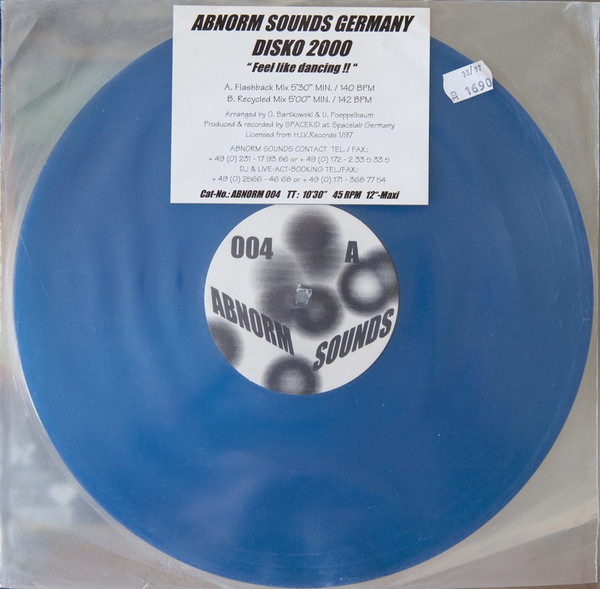 ABNORM SOUNDS GERMANY
DISKO 2000
"Feel like dancing !! "
A. Flashback Mix 5'30" MIN. / 140 BPM
B. Recycled Mix 5'00" MIN. / 142 BPM
Arranged by O. Bartkowski & U. Poeppelbaum
Produced & recorded by SPACEKID at Spacelab Germany
Licensed from H.I.V. Records 1/97
ABNORM SOUNDS CONTACT TEL. / FAX.:
+ 49 (0) 231 - 17 93 86 or + 49 (0) 172 - 2 33 5 33 5
DJ & LIVE-ACT-BOOKING TEL./FAX.:
+ 49 (0) 2566 - 46 68 or + 49 (0) 171 - 368 77 54
Cat-No.: ABNORM 004 TT : 10'30" 45 RPM 12"-Maxi
1690
004 A
ABNORM SOUNDS